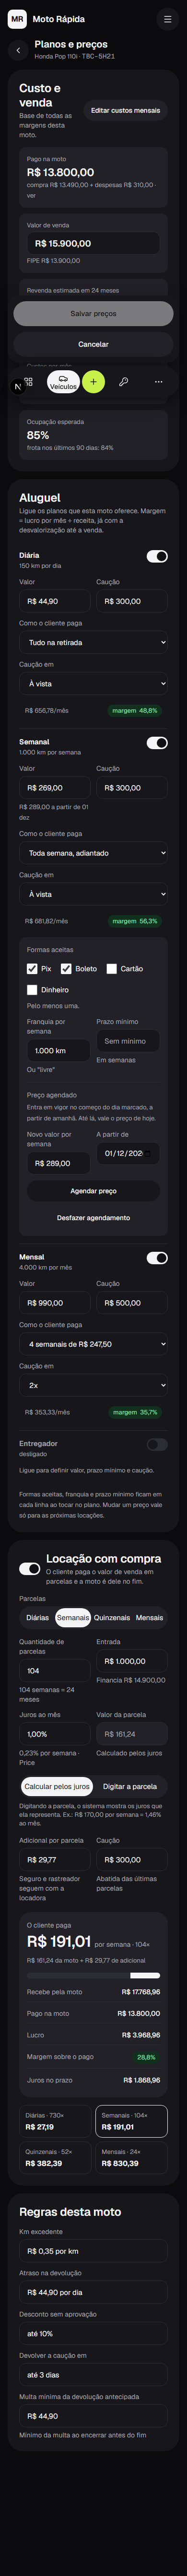 MR Moto Rápida
Planos e preços
Honda Pop 110i · TBC-5H21
Custo e venda
Base de todas as margens desta moto.
Editar custos mensais
Pago na moto
R$ 13.800,00
compra R$ 13.490,00 + despesas R$ 310,00 · ver
Valor de venda
R$ 15.900,00
FIPE R$ 13.900,00
Revenda estimada em 24 meses
Salvar preços
Cancelar
N
Veículos
Ocupação esperada
85%
frota nos últimos 90 dias: 84%
Aluguel
Ligue os planos que esta moto oferece. Margem = lucro por mês ÷ receita, já com a desvalorização até a venda.
Diária
150 km por dia
Valor
Caução
R$ 44,90
R$ 300,00
Como o cliente paga
Tudo na retirada
Caução em
À vista
R$ 656,78/mês
margem 48,8%
Semanal
1.000 km por semana
Valor
Caução
R$ 269,00
R$ 300,00
R$ 289,00 a partir de 01 dez
Como o cliente paga
Toda semana, adiantado
Caução em
À vista
R$ 681,82/mês
margem 56,3%
Formas aceitas
Pix
Boleto
Cartão
Dinheiro
Pelo menos uma.
Franquia por semana
Prazo mínimo
1.000 km
Sem mínimo
Ou "livre"
Em semanas
Preço agendado
Entra em vigor no começo do dia marcado, a partir de amanhã. Até lá, vale o preço de hoje.
Novo valor por semana
A partir de
R$ 289,00
01/12/202
Agendar preço
Desfazer agendamento
Mensal
4.000 km por mês
Valor
Caução
R$ 990,00
R$ 500,00
Como o cliente paga
4 semanais de R$ 247,50
Caução em
2x
R$ 353,33/mês
margem 35,7%
Entregador
desligado
Ligue para definir valor, prazo mínimo e caução.
Formas aceitas, franquia e prazo mínimo ficam em cada linha ao tocar no plano. Mudar um preço vale só para as próximas locações.
Locação com compra
O cliente paga o valor de venda em parcelas e a moto é dele no fim.
Parcelas
Diárias
Semanais
Quinzenais
Mensais
Quantidade de parcelas
Entrada
104
R$ 1.000,00
104 semanas = 24 meses
Financia R$ 14.900,00
Juros ao mês
Valor da parcela
1,00%
R$ 161,24
0,23% por semana · Price
Calculado pelos juros
Calcular pelos juros
Digitar a parcela
Digitando a parcela, o sistema mostra os juros que ela representa. Ex.: R$ 170,00 por semana = 1,46% ao mês.
Adicional por parcela
Caução
R$ 29,77
R$ 300,00
Seguro e rastreador seguem com a locadora
Abatida das últimas parcelas
O cliente paga
R$ 191,01 por semana · 104×
R$ 161,24 da moto + R$ 29,77 de adicional
Recebe pela moto
R$ 17.768,96
Pago na moto
R$ 13.800,00
Lucro
R$ 3.968,96
Margem sobre o pago
28,8%
Juros no prazo
R$ 1.868,96
Diárias · 730×
R$ 27,19
Semanais · 104×
R$ 191,01
Quinzenais · 52×
R$ 382,39
Mensais · 24×
R$ 830,39
Regras desta moto
Km excedente
R$ 0,35 por km
Atraso na devolução
R$ 44,90 por dia
Desconto sem aprovação
até 10%
Devolver a caução em
até 3 dias
Multa mínima da devolução antecipada
R$ 44,90
Mínimo da multa ao encerrar antes do fim